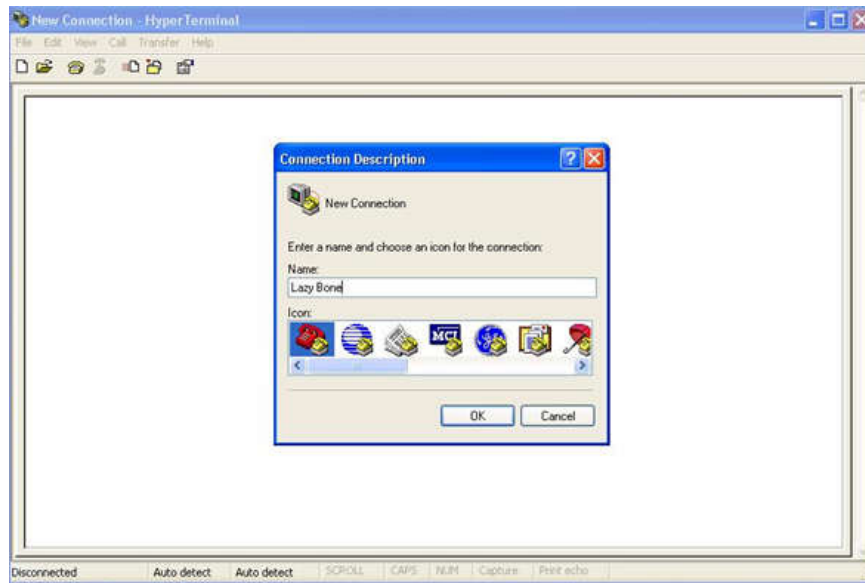 New Connection - HyperTerminal
File Edit View Call Transfer Help
Connection Description
New Connection
Enter a name and choose an icon for the connection:
Name:
Lazy Bone
Icon:
MCI
OK Cancel
Disconnected Auto detect Auto detect SCROLL CAPS NUM Capture Print echo